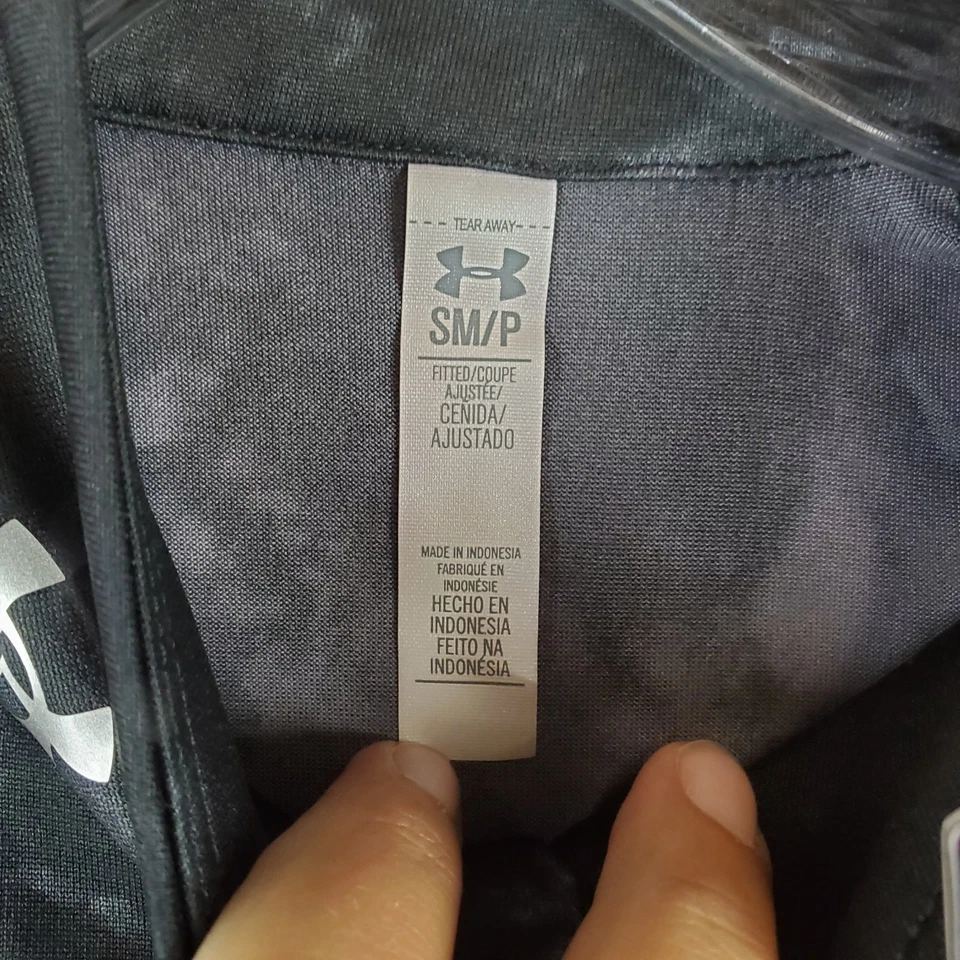 TEAR AWAY
SM/P
FITTED/COUPE
AJUSTÉE/
CEÑIDA/
AJUSTADO
MADE IN INDONESIA
FABRIQUÉ EN
INDONÉSIE
HECHO EN
INDONESIA
FEITO NA
INDONÉSIA